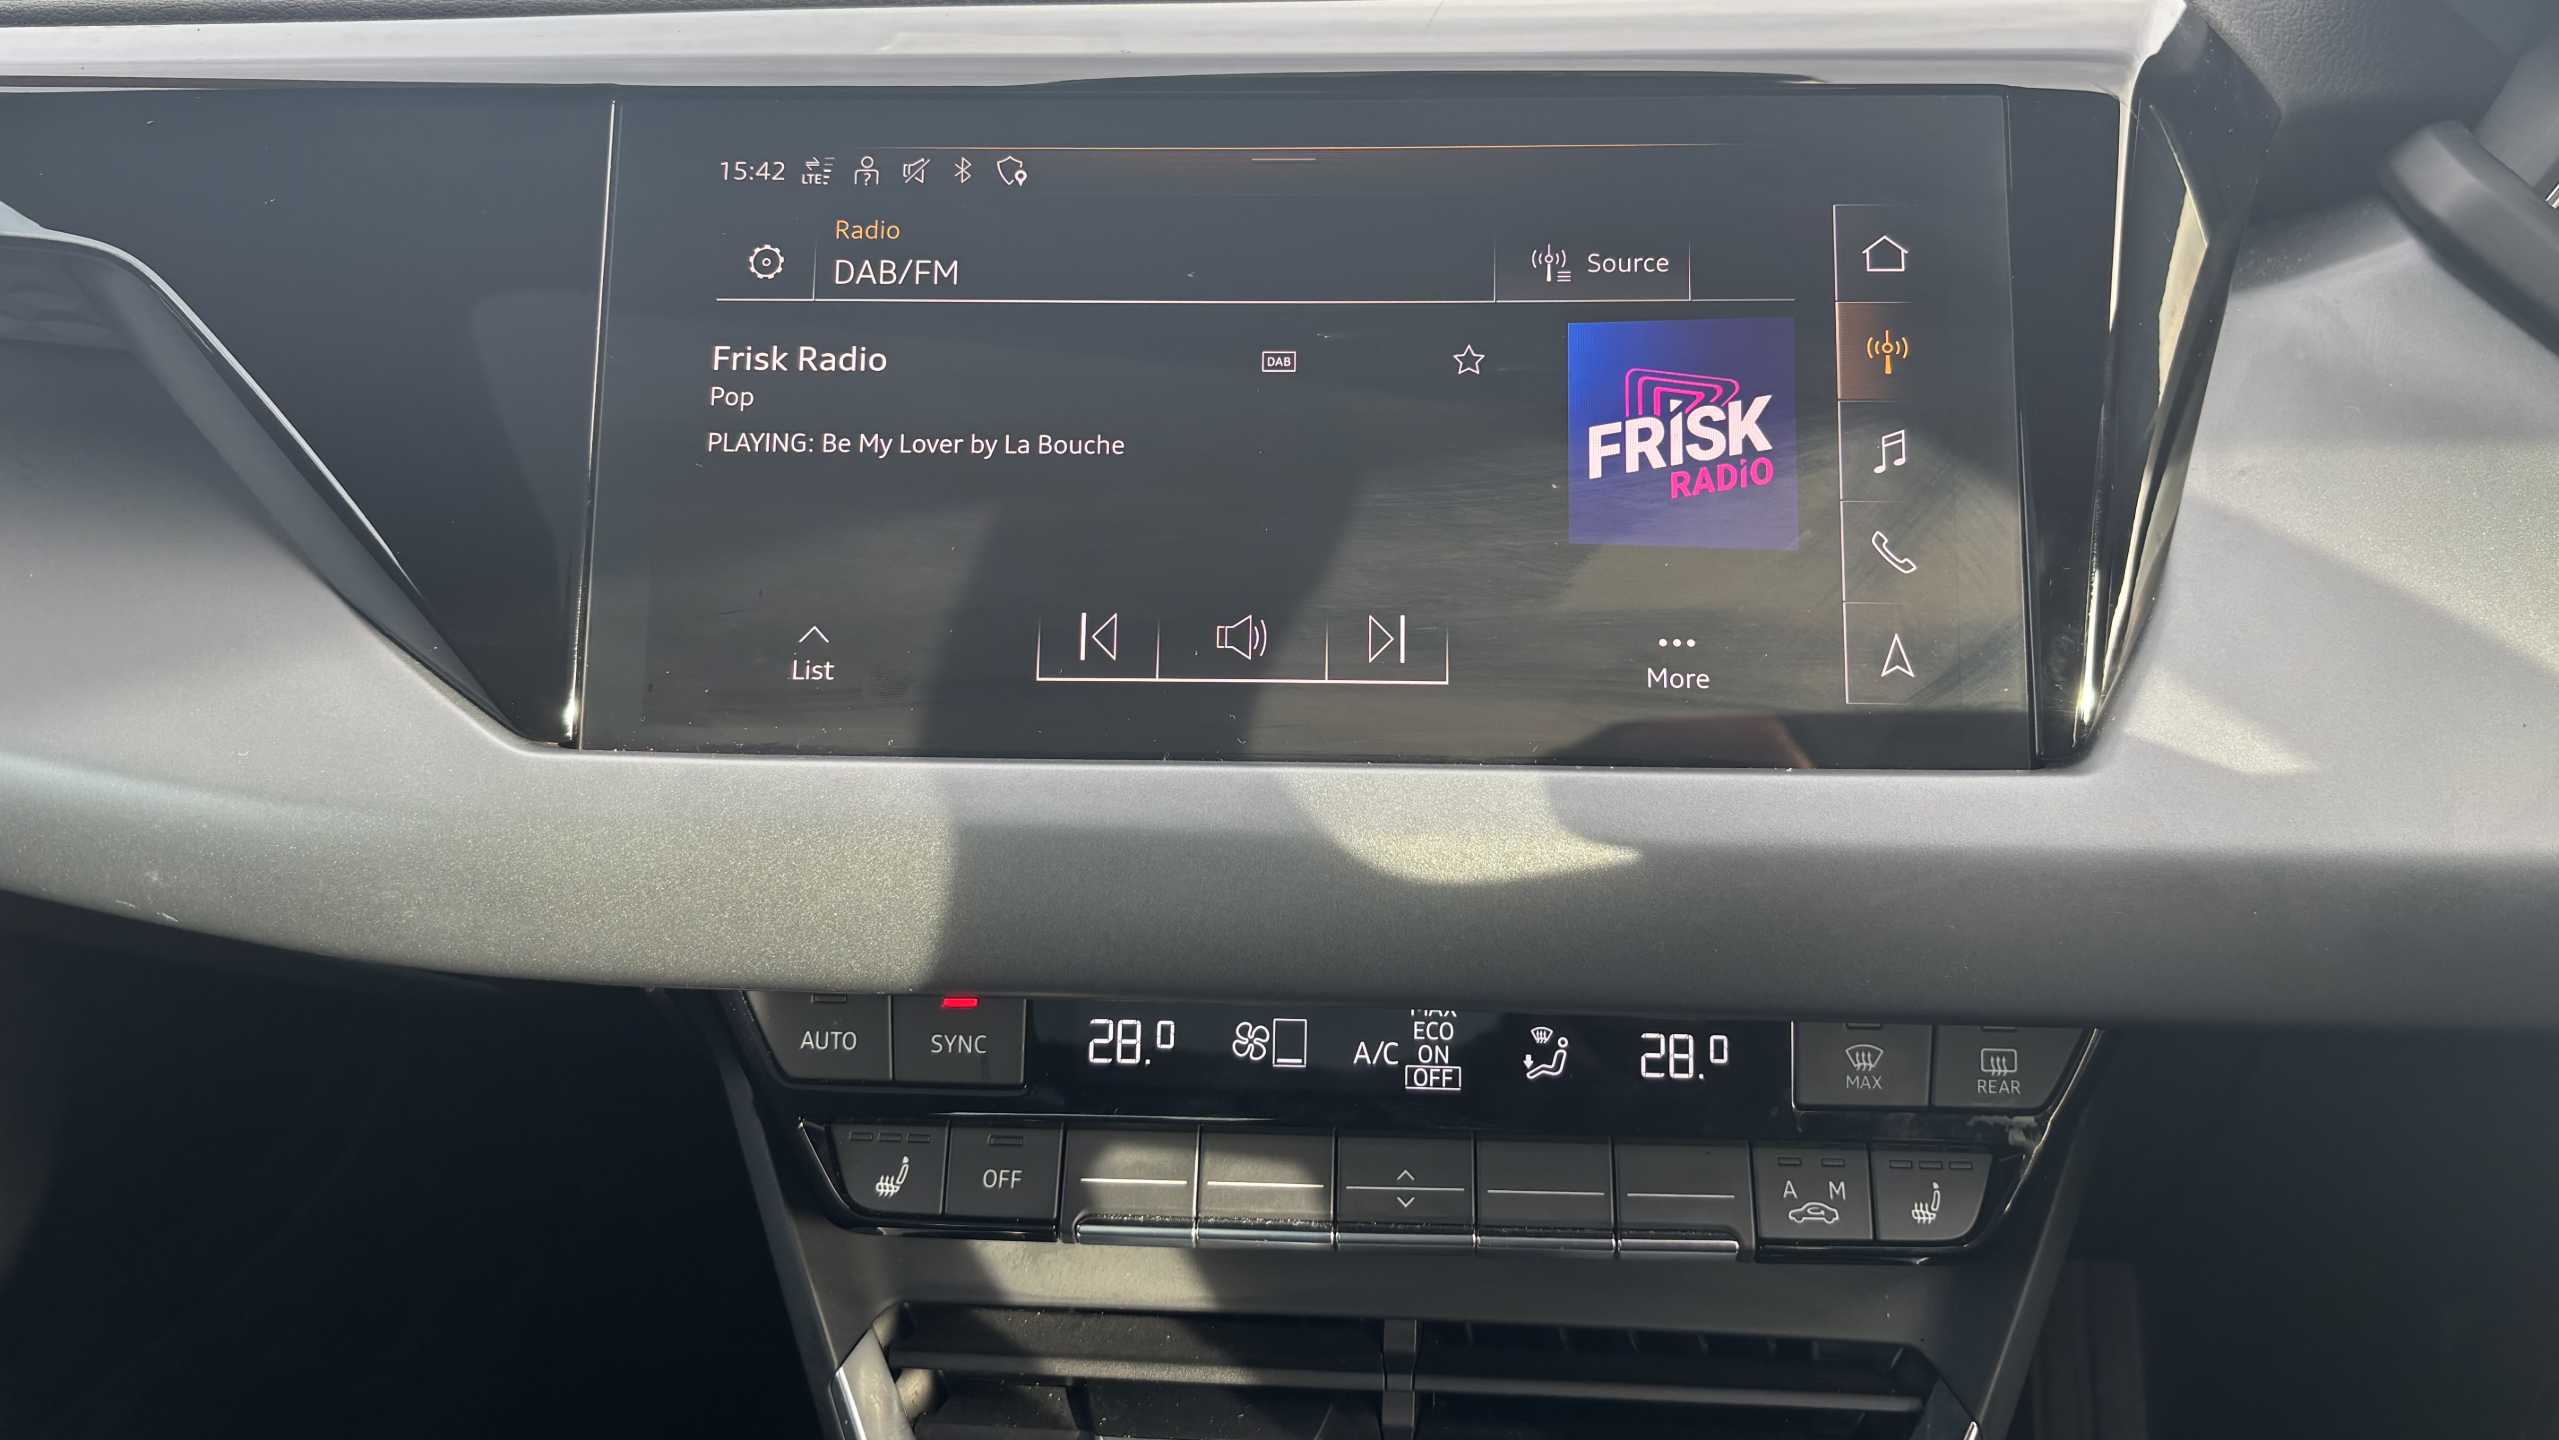 15:42 LTE
Radio
DAB/FM
Source
Frisk Radio
DAB
Pop
PLAYING: Be My Lover by La Bouche
FRiSK
RADiO
List
More
AUTO
SYNC
28.0
A/C
MAX
ECO
ON
OFF
28.0
MAX
REAR
OFF
A M